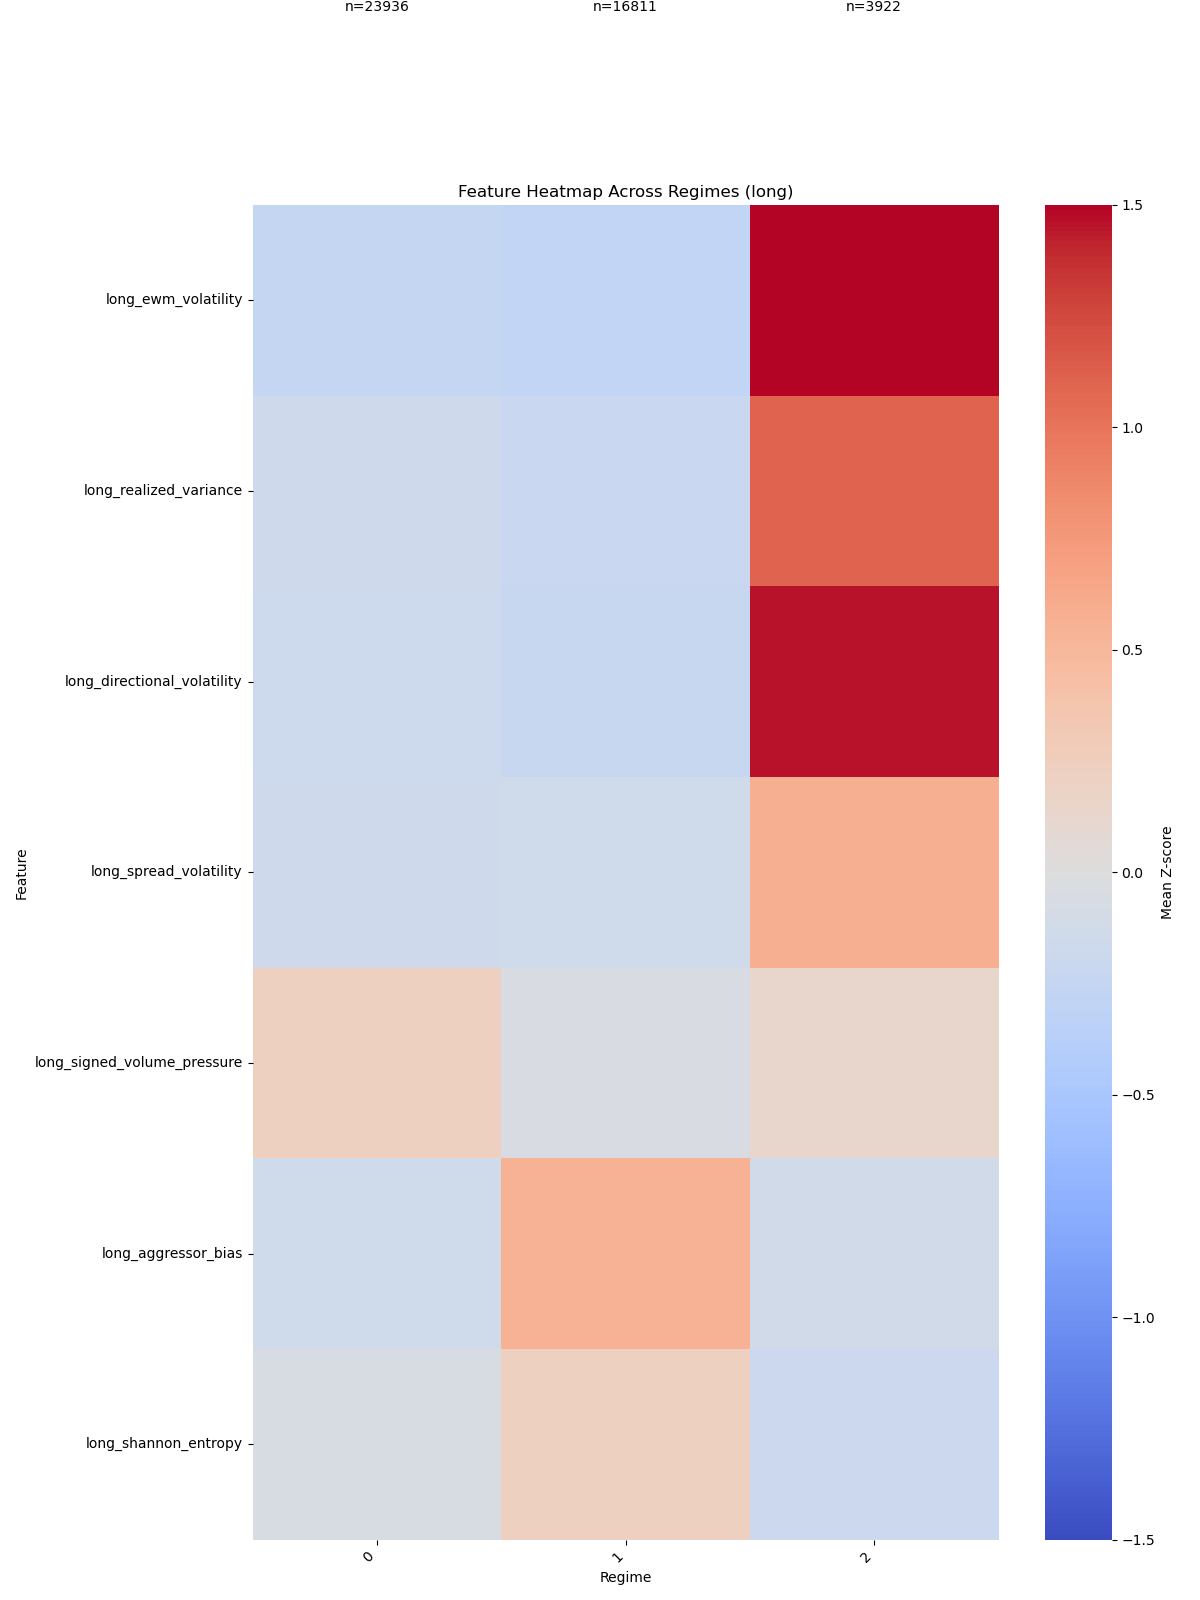 n=23936 n=16811 n=3922
Feature Heatmap Across Regimes (long)
long_ewm_volatility
long_realized_variance
long_directional_volatility
long_spread_volatility
long_signed_volume_pressure
long_aggressor_bias
long_shannon_entropy
Feature
0 1 2
Regime
1.5
1.0
0.5
0.0
−0.5
−1.0
−1.5
Mean Z-score